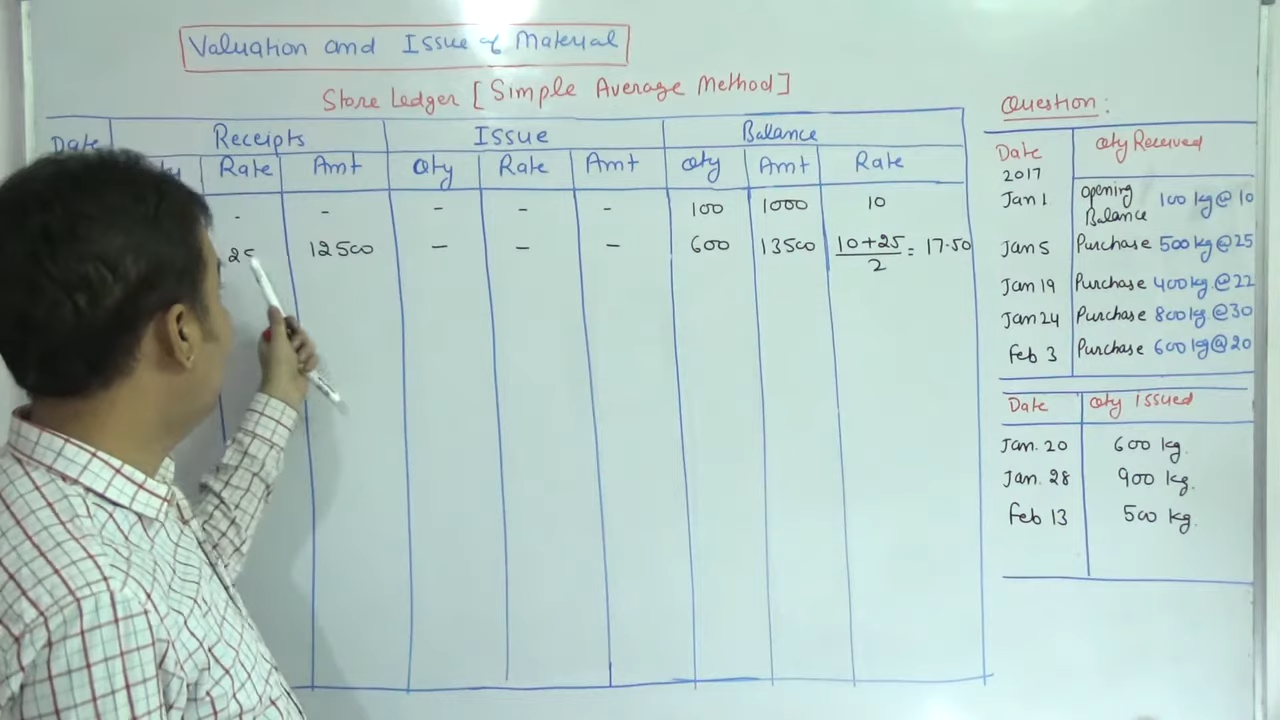 Valuation and Issue of Material
Store Ledger [Simple Average Method]
Date Receipts Issue Balance
Rate Amt Qty Rate Amt Qty Amt Rate
- - - - - 100 1000 10
12500 - - - 600 13500 10+25/2 = 17.50
Question:
Date Qty Received
2017
Jan 1 Opening Balance 100 kg @ 10
Jan 5 Purchase 500 kg @ 25
Jan 19 Purchase 400 kg @ 22
Jan 24 Purchase 800 kg @ 30
Feb 3 Purchase 600 kg @ 20
Date Qty issued
Jan. 20 600 kg.
Jan. 28 900 kg.
Feb 13 500 kg.